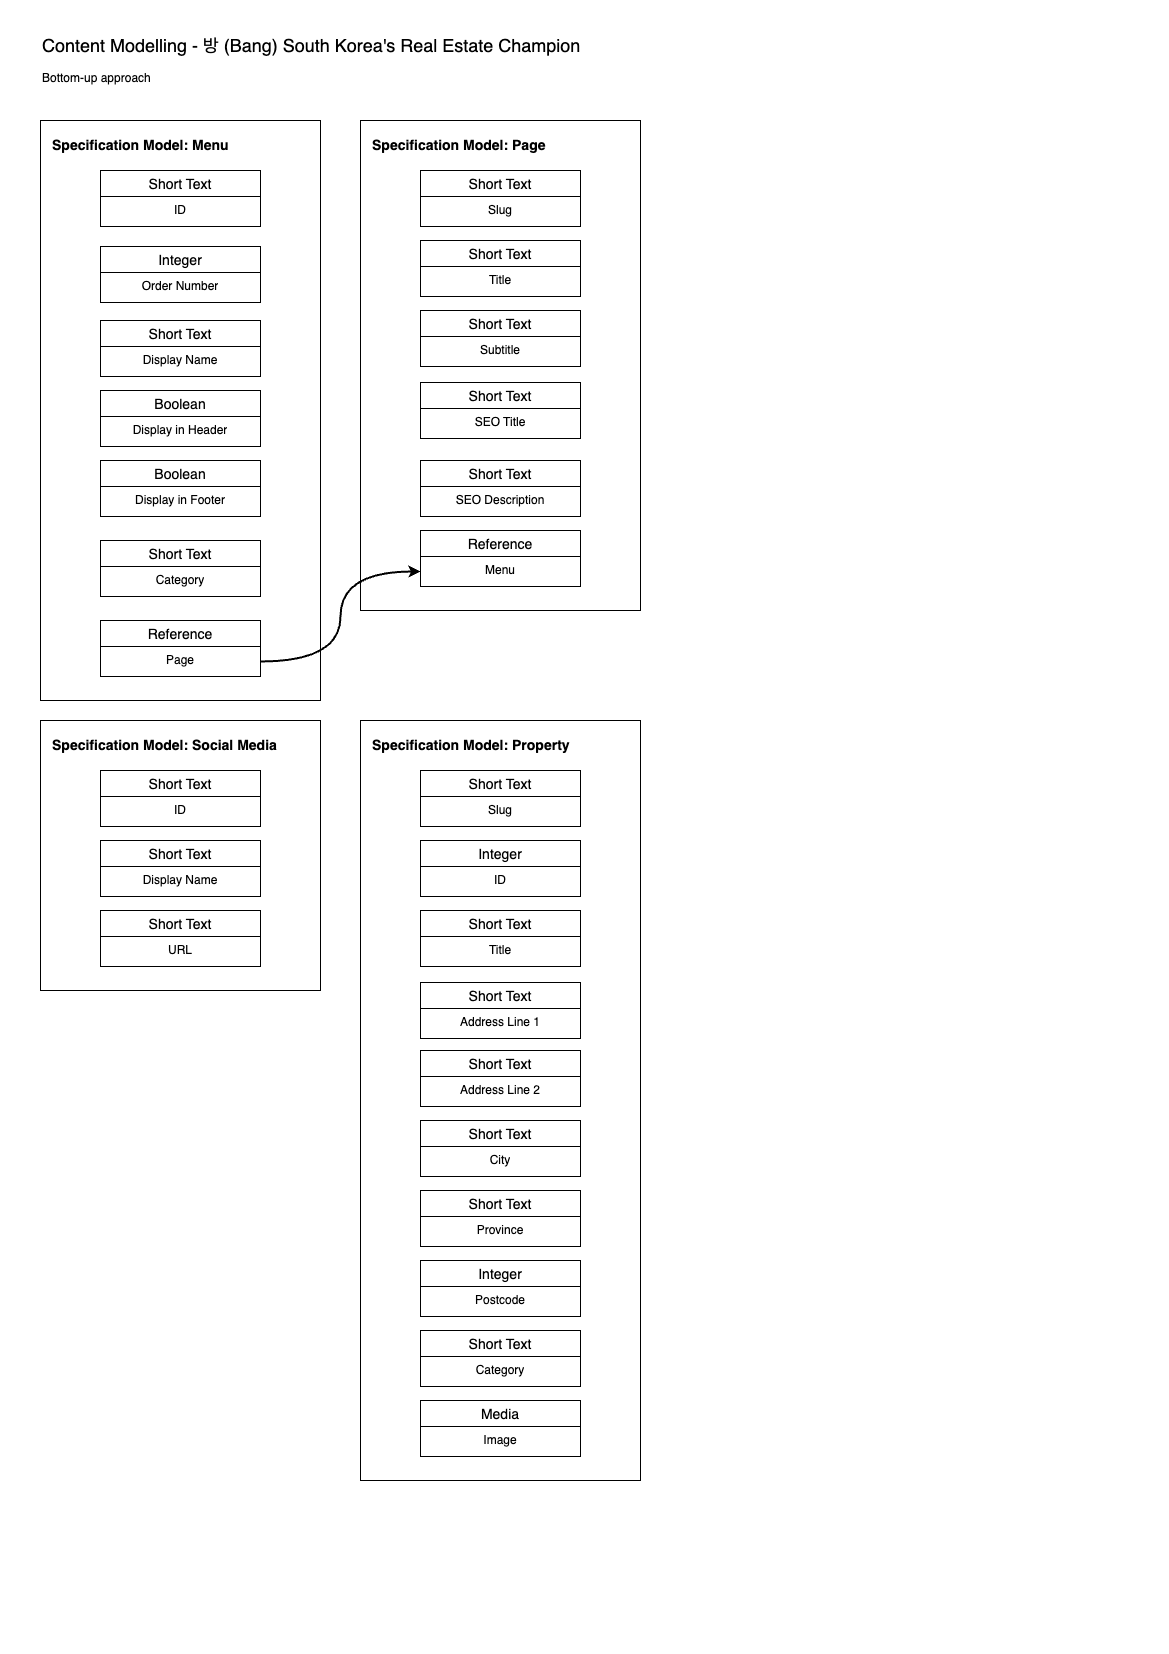 Content Modelling - 방 (Bang) South Korea's Real Estate Champion
Bottom-up approach
Specification Model: Menu
Short Text
ID
Integer
Order Number
Short Text
Display Name
Boolean
Display in Header
Boolean
Display in Footer
Short Text
Category
Reference
Page
Specification Model: Page
Short Text
Slug
Short Text
Title
Short Text
Subtitle
Short Text
SEO Title
Short Text
SEO Description
Reference
Menu
Specification Model: Social Media
Short Text
ID
Short Text
Display Name
Short Text
URL
Specification Model: Property
Short Text
Slug
Integer
ID
Short Text
Title
Short Text
Address Line 1
Short Text
Address Line 2
Short Text
City
Short Text
Province
Integer
Postcode
Short Text
Category
Media
Image